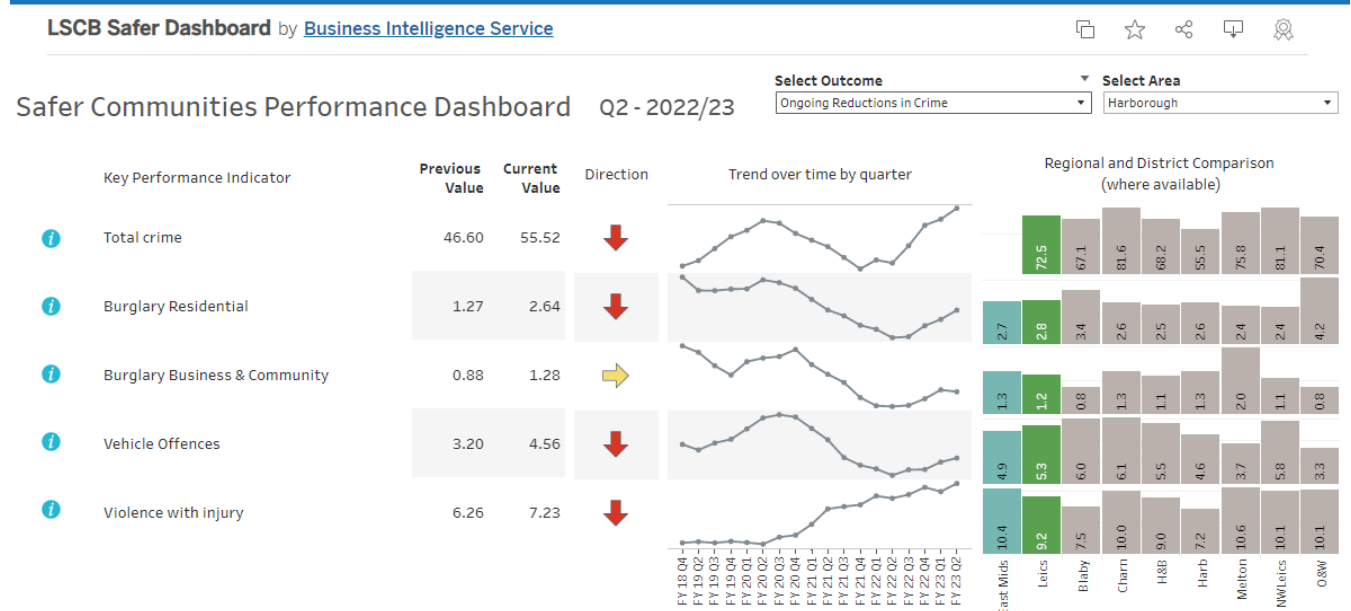 LSCB Safer Dashboard by Business Intelligence Service
Select Outcome
Select Area
Safer Communities Performance Dashboard Q2 - 2022/23
Ongoing Reductions in Crime
Harborough
Key Performance Indicator
Previous Value
Current Value
Direction
Trend over time by quarter
Regional and District Comparison
(where available)
Total crime 46.60 55.52
72.5 67.1 81.6 68.2 55.5 75.8 81.1 70.4
Burglary Residential 1.27 2.64
2.7 2.8 3.4 2.6 2.5 2.6 2.4 2.4 4.2
Burglary Business & Community 0.88 1.28
1.3 1.2 0.8 1.3 1.1 1.3 2.0 1.1 0.8
Vehicle Offences 3.20 4.56
4.9 5.3 6.0 6.1 5.5 4.6 3.7 5.8 3.3
Violence with injury 6.26 7.23
10.4 9.2 7.5 10.0 9.0 7.2 10.6 10.1 10.1
FY 18 Q4
FY 19 Q2
FY 19 Q3
FY 19 Q4
FY 20 Q1
FY 20 Q2
FY 20 Q3
FY 20 Q4
FY 21 Q1
FY 21 Q2
FY 21 Q3
FY 21 Q4
FY 22 Q1
FY 22 Q2
FY 22 Q3
FY 22 Q4
FY 23 Q1
FY 23 Q2
East Mids
Leics
Blaby
Charn
H&B
Harb
Melton
NWLeics
O&W